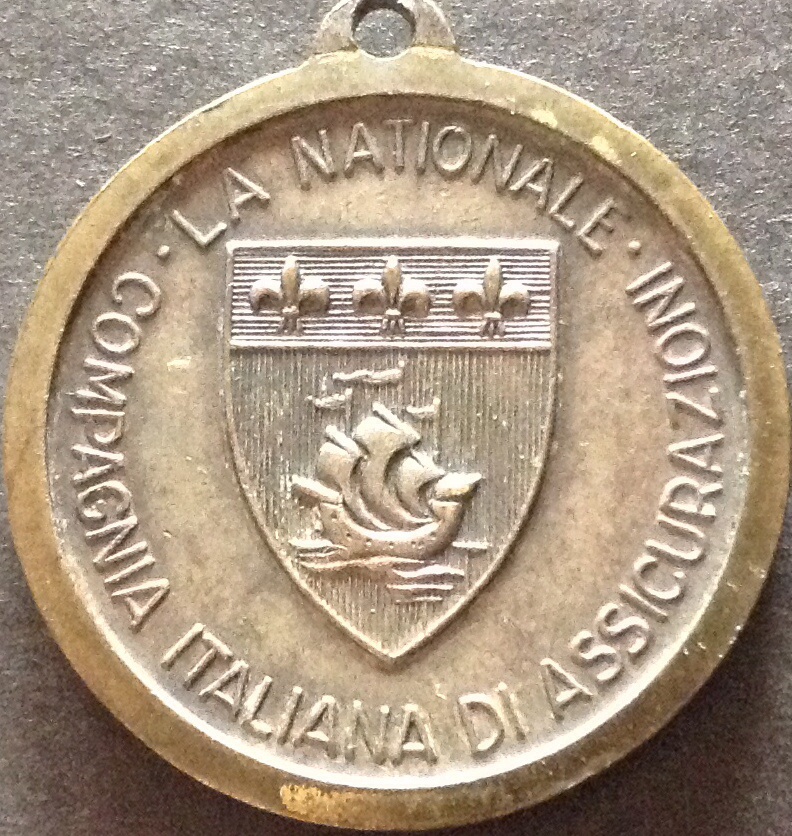 · LA NATIONALE ·
COMPAGNIA ITALIANA DI ASSICURAZIONI